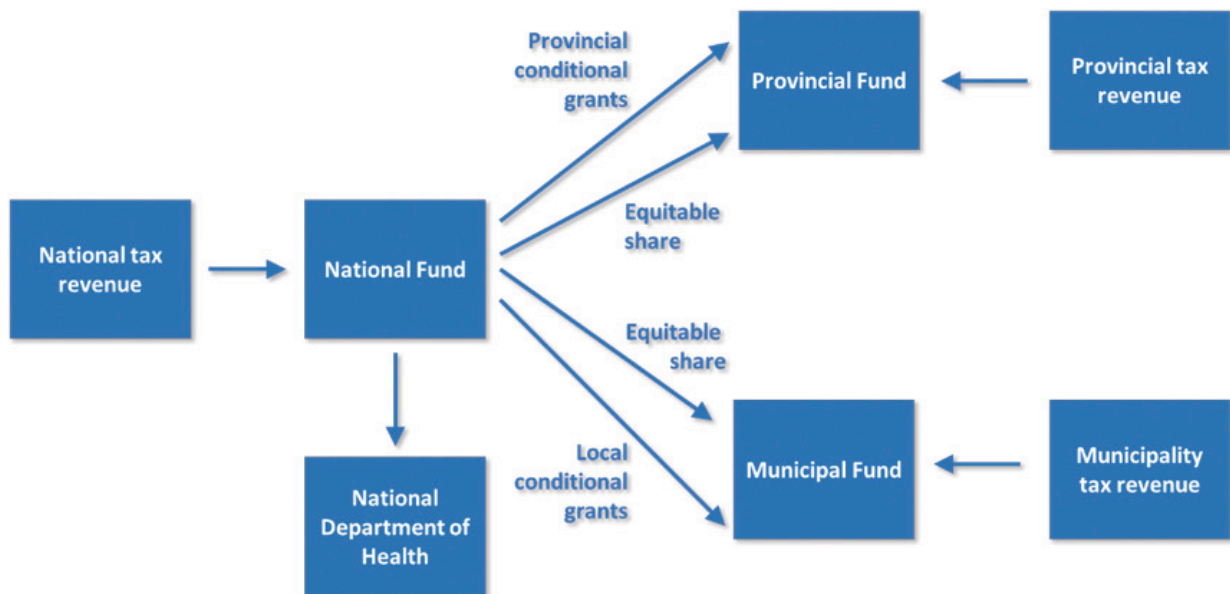 Provincial
conditional
grants
Provincial Fund
Provincial tax
revenue
National tax
revenue
National Fund
Equitable
share
Equitable
share
National
Department of
Health
Local
conditional
grants
Municipal Fund
Municipality
tax revenue